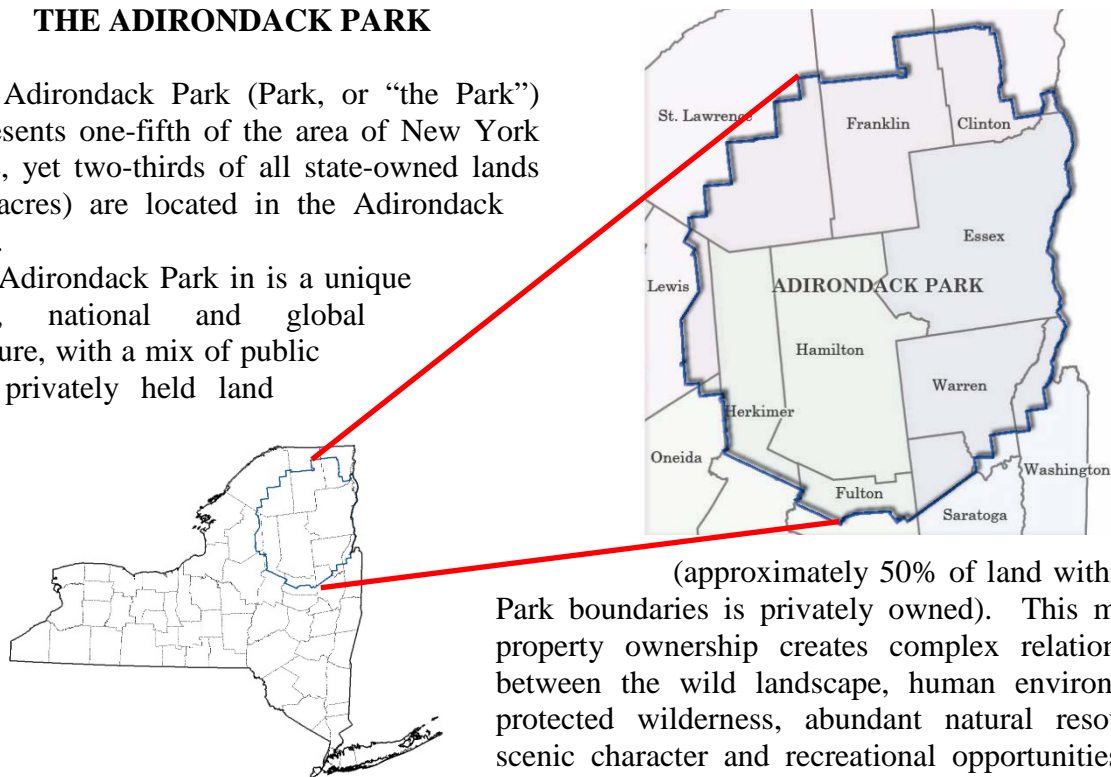 THE ADIRONDACK PARK
Adirondack Park (Park, or “the Park”)
esents one-fifth of the area of New York
, yet two-thirds of all state-owned lands
acres) are located in the Adirondack
.
Adirondack Park in is a unique
, national and global
ure, with a mix of public
privately held land
St. Lawrence
Franklin
Clinton
Essex
Lewis
ADIRONDACK PARK
Hamilton
Warren
Herkimer
Oneida
Washington
Fulton
Saratoga
(approximately 50% of land with
Park boundaries is privately owned). This m
property ownership creates complex relation
between the wild landscape, human environ
protected wilderness, abundant natural reso
scenic character and recreational opportunities